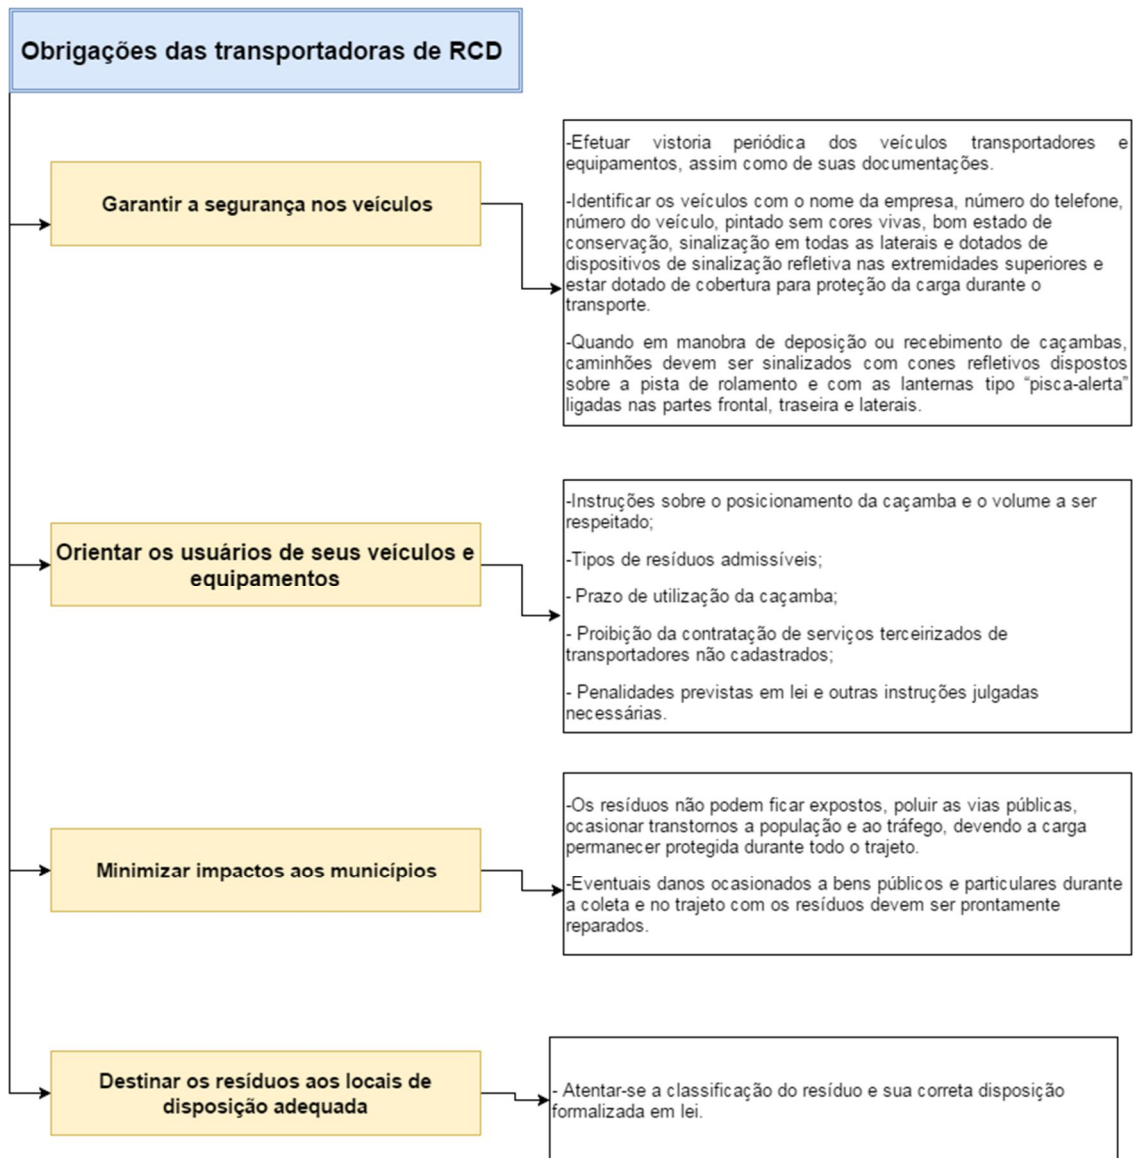 Obrigações das transportadoras de RCD
Garantir a segurança nos veículos
-Efetuar vistoria periódica dos veículos transportadores e
equipamentos, assim como de suas documentações.
-Identificar os veículos com o nome da empresa, número do telefone,
número do veículo, pintado sem cores vivas, bom estado de
conservação, sinalização em todas as laterais e dotados de
dispositivos de sinalização refletiva nas extremidades superiores e
estar dotado de cobertura para proteção da carga durante o
transporte.
-Quando em manobra de deposição ou recebimento de caçambas,
caminhões devem ser sinalizados com cones refletivos dispostos
sobre a pista de rolamento e com as lanternas tipo “pisca-alerta”
ligadas nas partes frontal, traseira e laterais.
Orientar os usuários de seus veículos e
equipamentos
-Instruções sobre o posicionamento da caçamba e o volume a ser
respeitado;
-Tipos de resíduos admissíveis;
- Prazo de utilização da caçamba;
- Proibição da contratação de serviços terceirizados de
transportadores não cadastrados;
- Penalidades previstas em lei e outras instruções julgadas
necessárias.
Minimizar impactos aos municípios
-Os resíduos não podem ficar expostos, poluir as vias públicas,
ocasionar transtornos a população e ao tráfego, devendo a carga
permanecer protegida durante todo o trajeto.
-Eventuais danos ocasionados a bens públicos e particulares durante
a coleta e no trajeto com os resíduos devem ser prontamente
reparados.
Destinar os resíduos aos locais de
disposição adequada
- Atentar-se a classificação do resíduo e sua correta disposição
formalizada em lei.